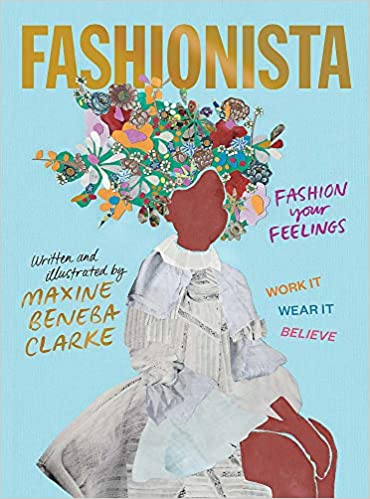 FASHIONISTA
FASHION
your
FEELINGS
Written and
illustrated by
MAXINE
BENEBA
CLARKE
WORK IT
WEAR IT
BELIEVE